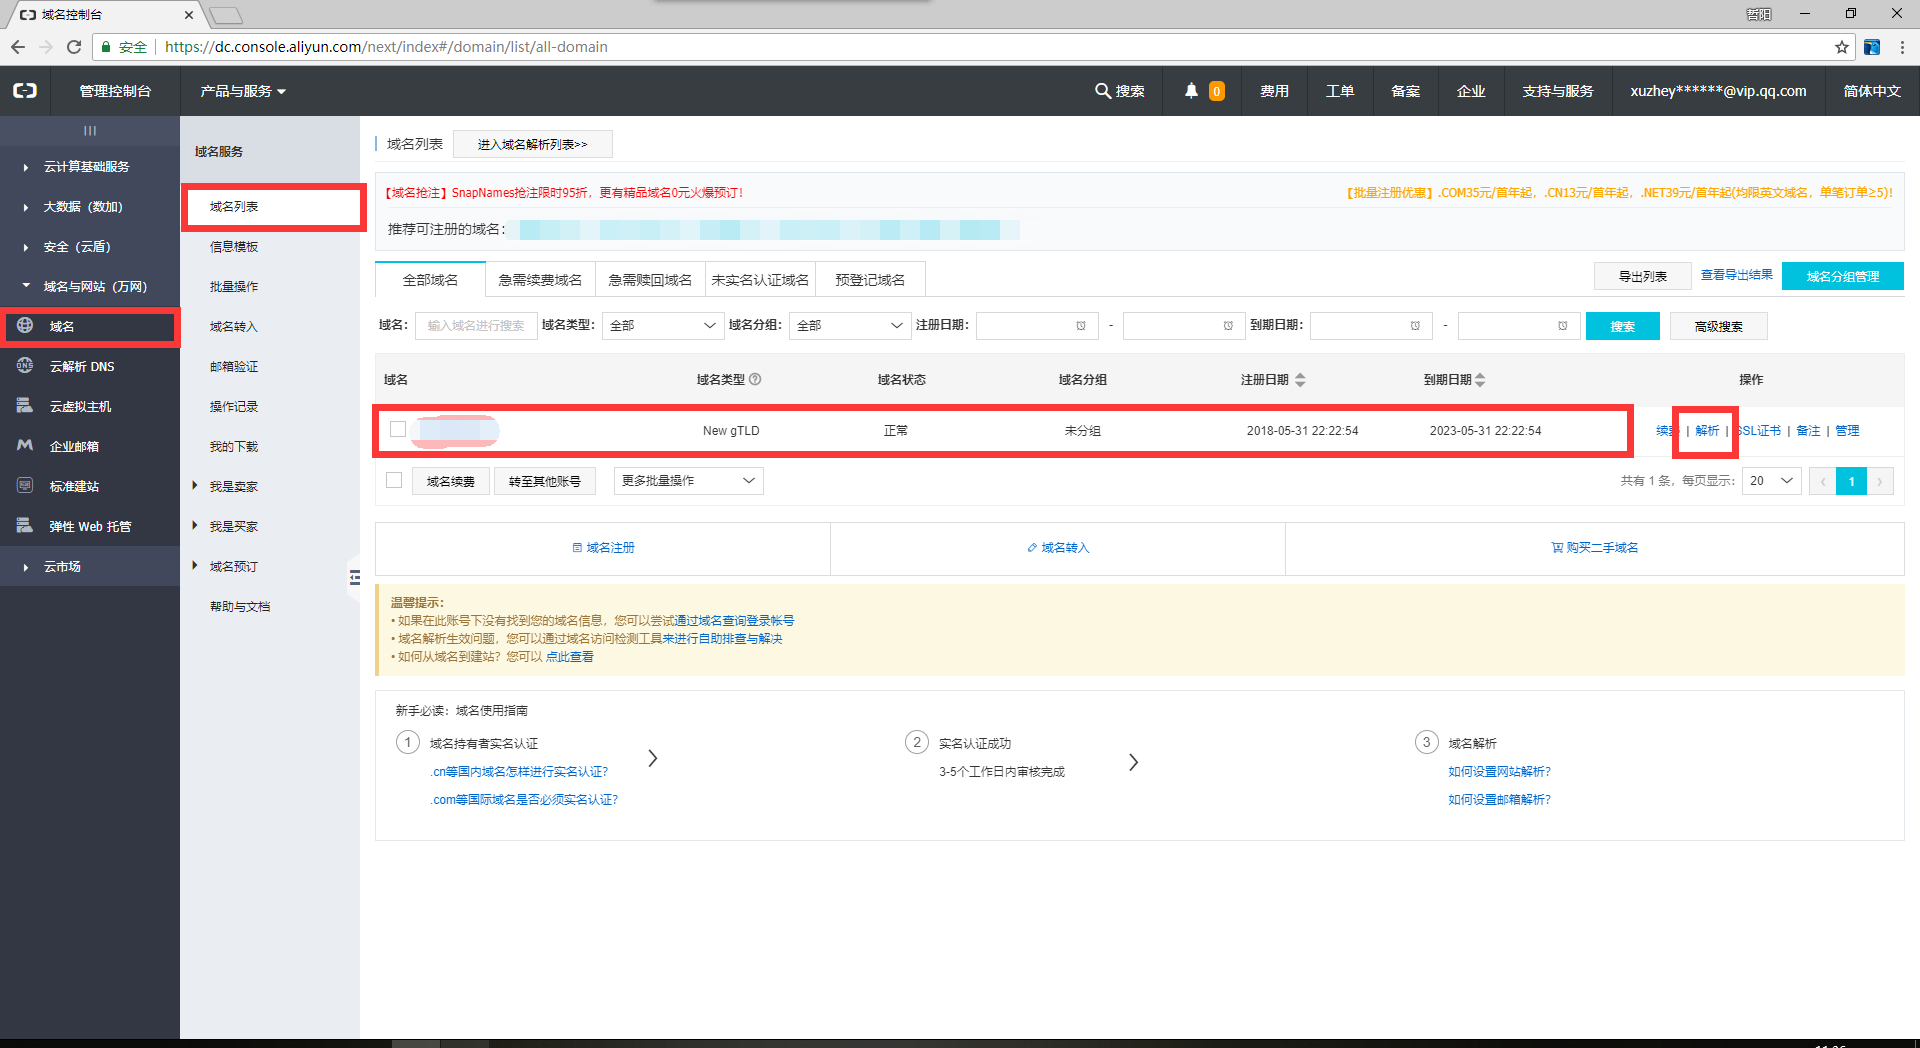 域名控制台
哲阳
安全 https://dc.console.aliyun.com/next/index#/domain/list/all-domain
管理控制台 产品与服务 搜索 0 费用 工单 备案 企业 支持与服务 xuzhey******@vip.qq.com 简体中文
云计算基础服务
大数据（数加）
安全（云盾）
域名与网站（万网）
域名
云解析 DNS
云虚拟主机
企业邮箱
标准建站
弹性 Web 托管
云市场
域名服务
域名列表
信息模板
批量操作
域名转入
邮箱验证
操作记录
我的下载
我是卖家
我是买家
域名预订
帮助与文档
域名列表 进入域名解析列表>>
【域名抢注】SnapNames抢注限时95折，更有精品域名0元火爆预订！ 【批量注册优惠】.COM35元/首年起，.CN13元/首年起，.NET39元/首年起(均限英文域名，单笔订单≥5)！
推荐可注册的域名：
全部域名 急需续费域名 急需赎回域名 未实名认证域名 预登记域名 导出列表 查看导出结果 域名分组管理
域名： 输入域名进行搜索 域名类型： 全部 域名分组： 全部 注册日期： - 到期日期： - 搜索 高级搜索
域名 域名类型 域名状态 域名分组 注册日期 到期日期 操作
New gTLD 正常 未分组 2018-05-31 22:22:54 2023-05-31 22:22:54 续费 | 解析 | SSL证书 | 备注 | 管理
域名续费 转至其他账号 更多批量操作 共有 1 条，每页显示： 20 ‹ 1 ›
域名注册 域名转入 购买二手域名
温馨提示：
• 如果在此账号下没有找到您的域名信息，您可以尝试通过域名查询登录帐号
• 域名解析生效问题，您可以通过域名访问检测工具来进行自助排查与解决
• 如何从域名到建站？您可以 点此查看
新手必读：域名使用指南
1 域名持有者实名认证
.cn等国内域名怎样进行实名认证？
.com等国际域名是否必须实名认证？
2 实名认证成功
3-5个工作日内审核完成
3 域名解析
如何设置网站解析？
如何设置邮箱解析？